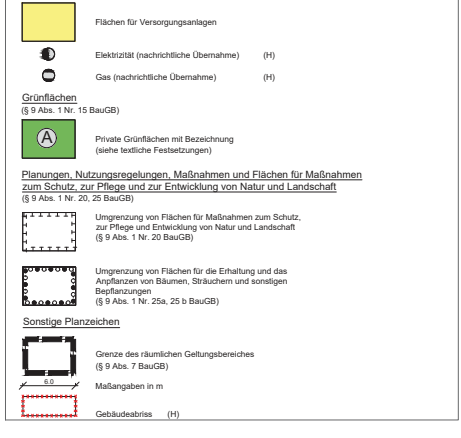 Flächen für Versorgungsanlagen
Elektrizität (nachrichtliche Übernahme) (H)
Gas (nachrichtliche Übernahme) (H)
Grünflächen
(§ 9 Abs. 1 Nr. 15 BauGB)
A
Private Grünflächen mit Bezeichnung
(siehe textliche Festsetzungen)
Planungen, Nutzungsregelungen, Maßnahmen und Flächen für Maßnahmen
zum Schutz, zur Pflege und zur Entwicklung von Natur und Landschaft
(§ 9 Abs. 1 Nr. 20, 25 BauGB)
Umgrenzung von Flächen für Maßnahmen zum Schutz,
zur Pflege und Entwicklung von Natur und Landschaft
(§ 9 Abs. 1 Nr. 20 BauGB)
Umgrenzung von Flächen für die Erhaltung und das
Anpflanzen von Bäumen, Sträuchern und sonstigen
Bepflanzungen
(§ 9 Abs. 1 Nr. 25a, 25 b BauGB)
Sonstige Planzeichen
Grenze des räumlichen Geltungsbereiches
(§ 9 Abs. 7 BauGB)
6.0 Maßangaben in m
Gebäudeabriss (H)